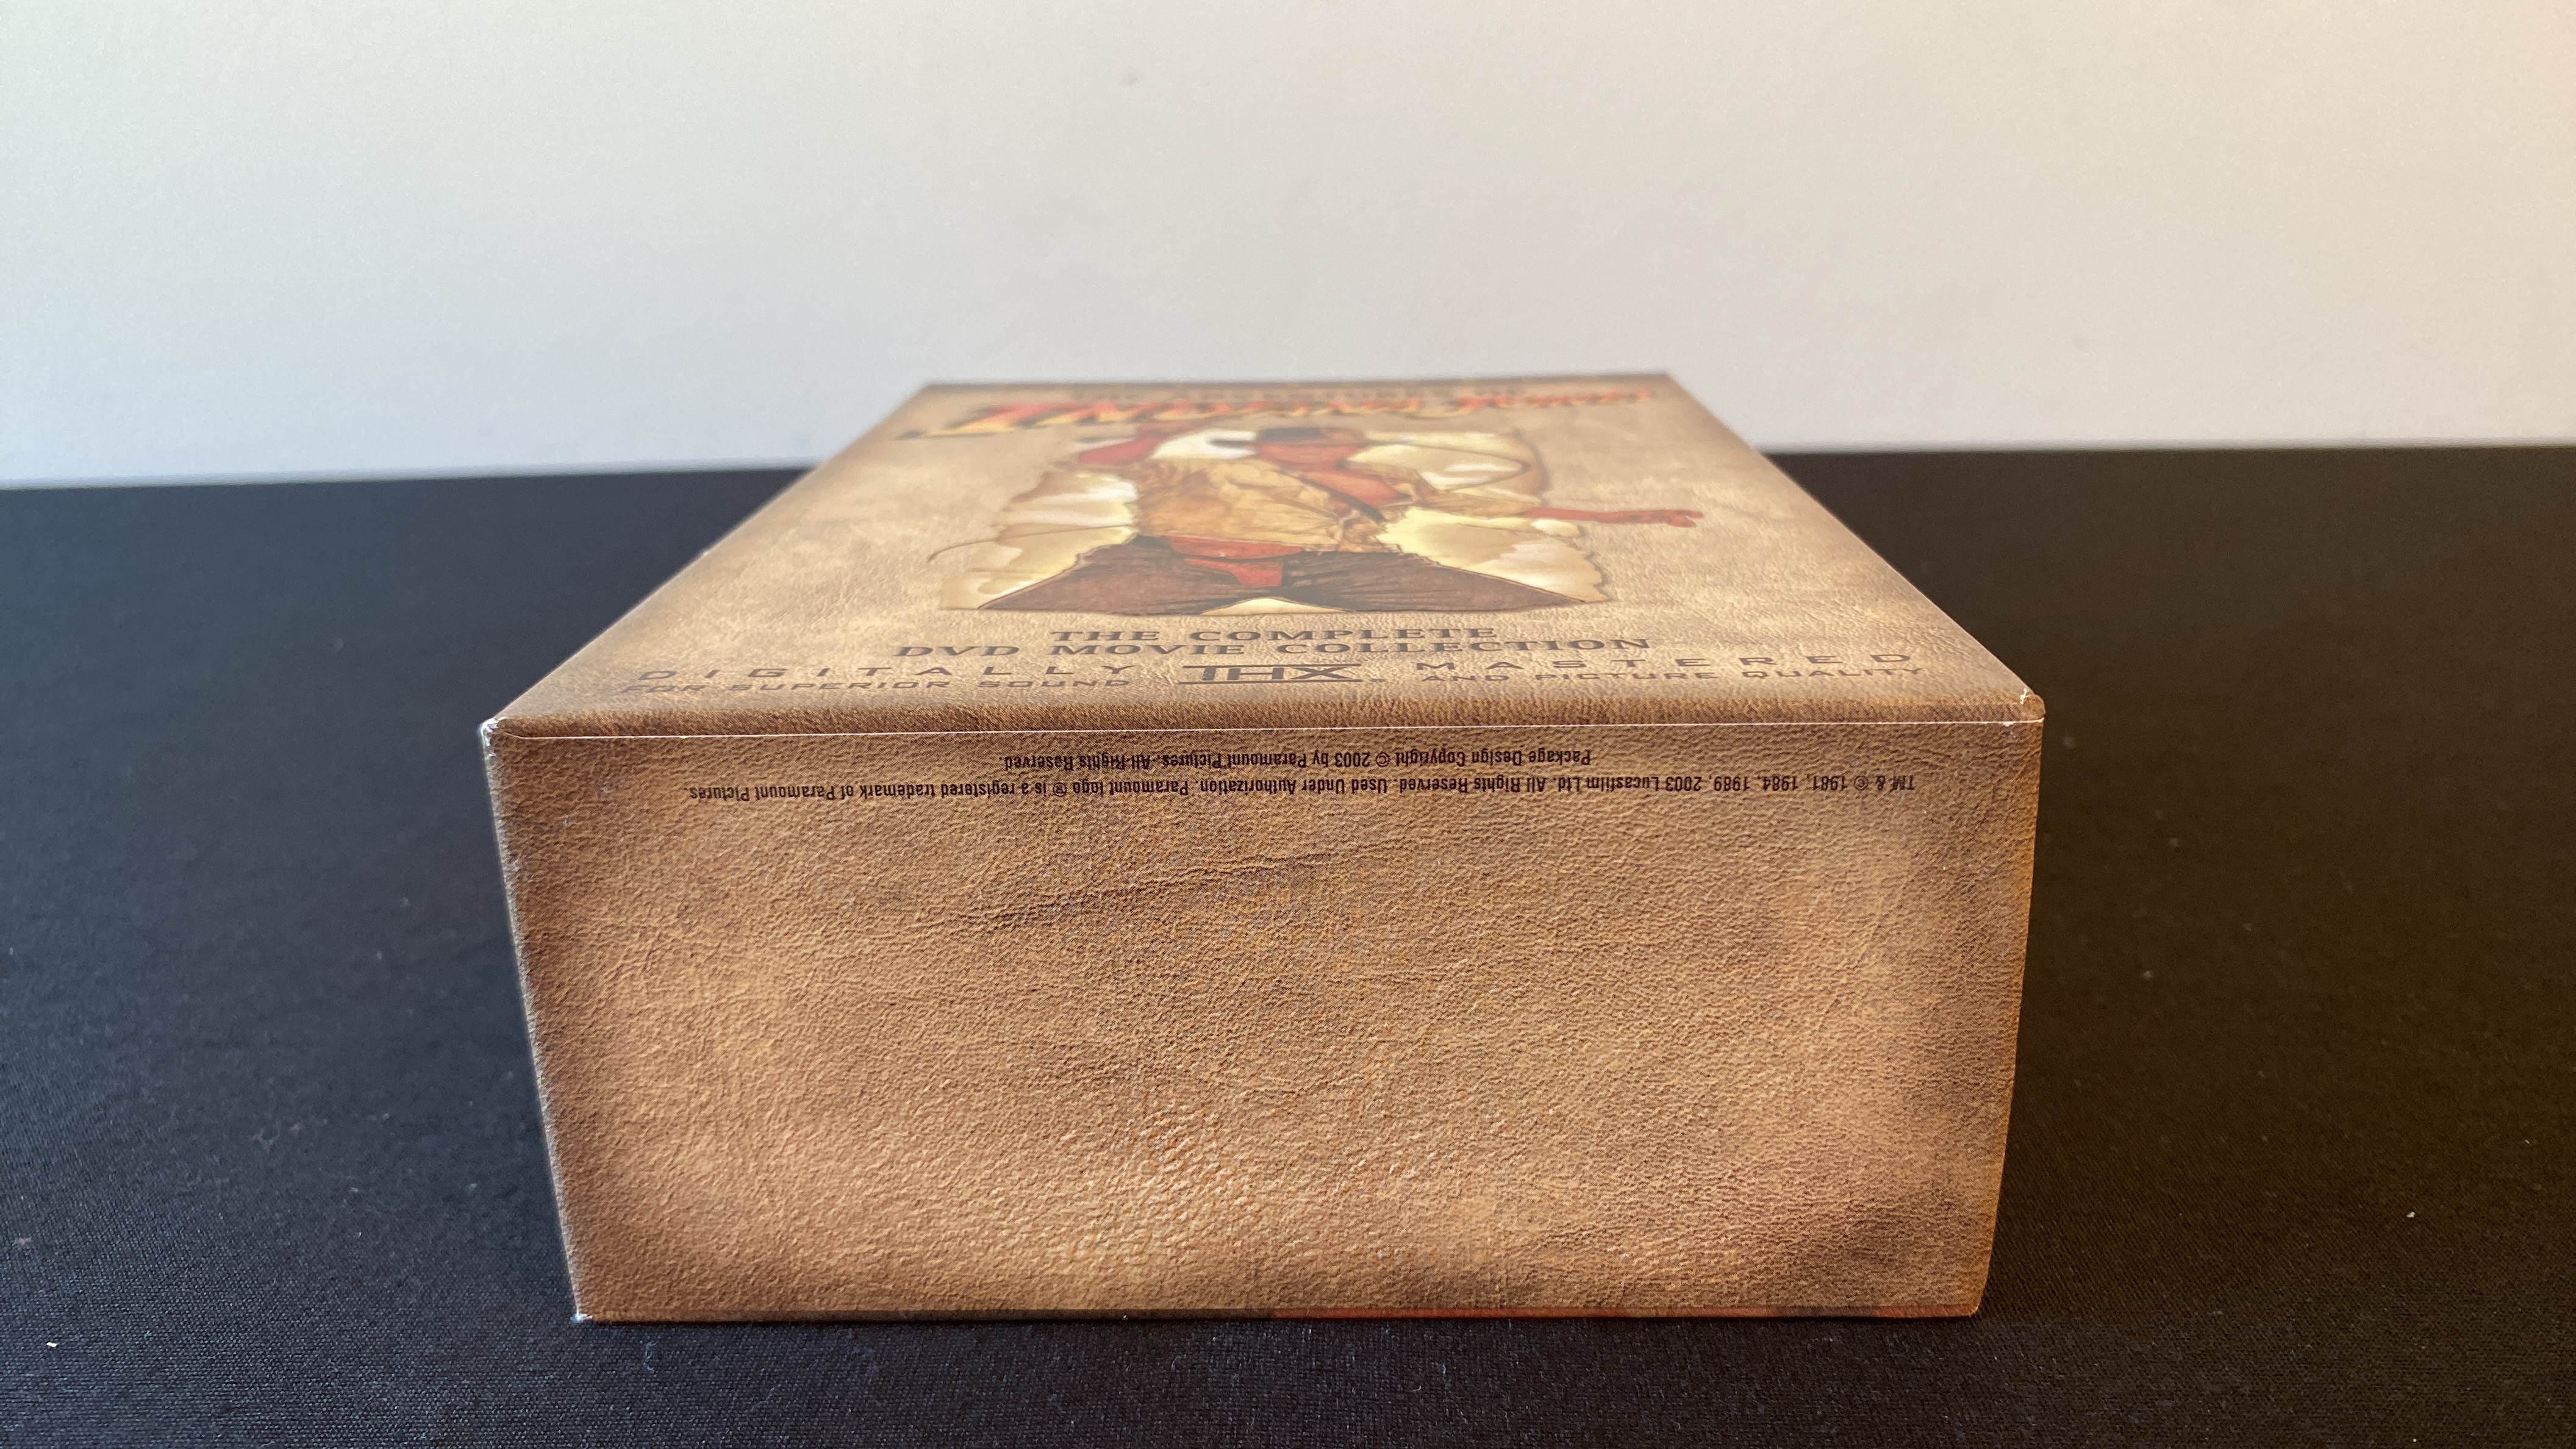 Indiana Jones
THE COMPLETE
DVD MOVIE COLLECTION
DIGITALLY THX MASTERED
FOR SUPERIOR SOUND AND PICTURE QUALITY
TM & © 1981, 1984, 1989, 2003 Lucasfilm Ltd. All Rights Reserved. Used Under Authorization. Paramount logo ® is a registered trademark of Paramount Pictures.
Package Design Copyright © 2003 by Paramount Pictures. All Rights Reserved.